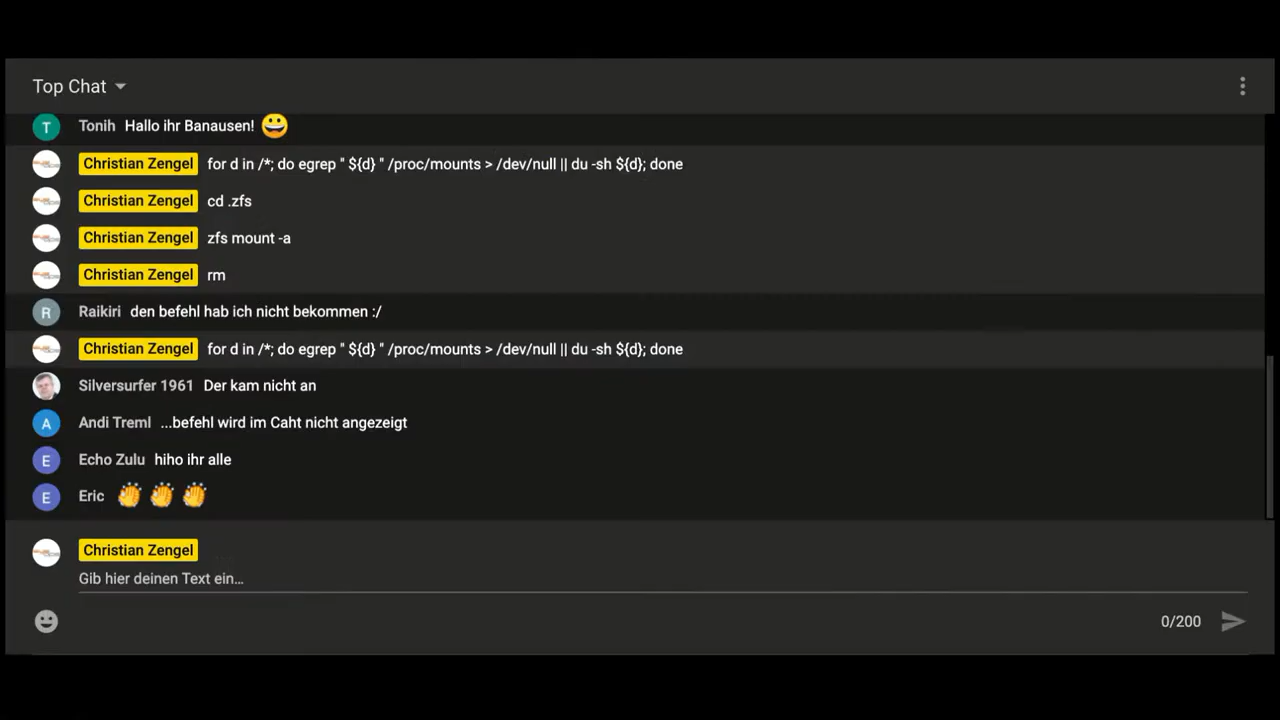 Top Chat
T Tonih Hallo ihr Banausen! 😀
Christian Zengel for d in /*; do egrep " ${d} " /proc/mounts > /dev/null || du -sh ${d}; done
Christian Zengel cd .zfs
Christian Zengel zfs mount -a
Christian Zengel rm
R Raikiri den befehl hab ich nicht bekommen :/
Christian Zengel for d in /*; do egrep " ${d} " /proc/mounts > /dev/null || du -sh ${d}; done
Silversurfer 1961 Der kam nicht an
A Andi Treml ...befehl wird im Caht nicht angezeigt
E Echo Zulu hiho ihr alle
E Eric 👏 👏 👏
Christian Zengel
Gib hier deinen Text ein...
0/200